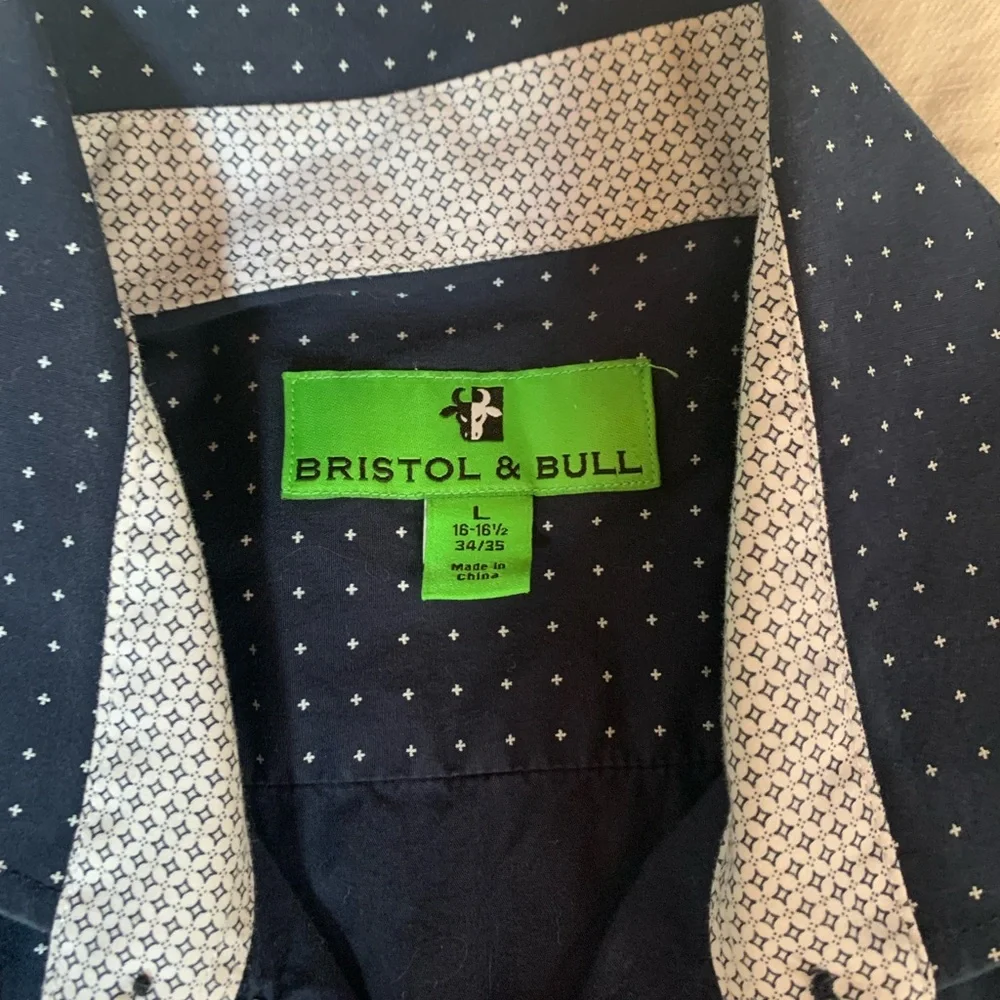 BRISTOL & BULL
L
16-16½
34/35
Made in
China